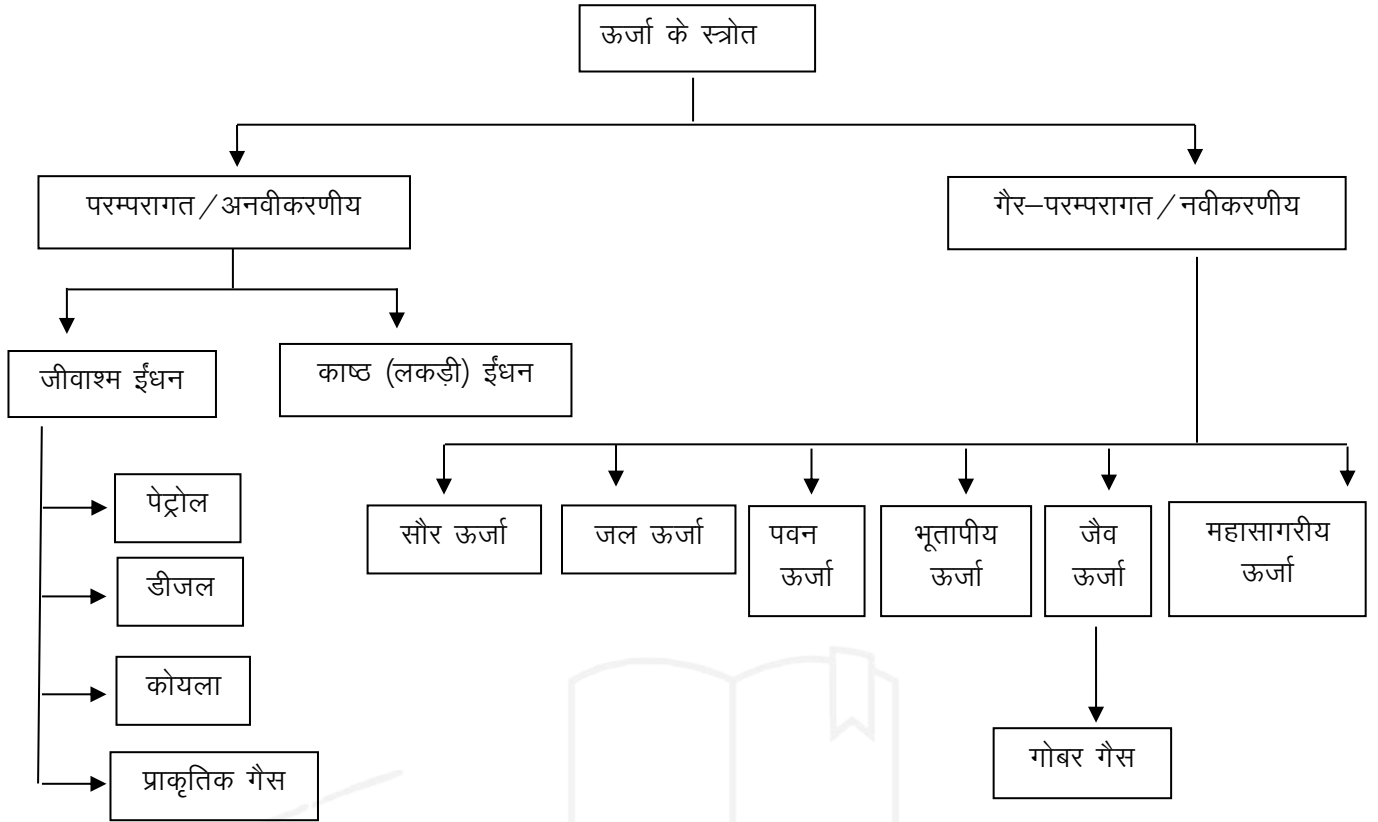 ऊर्जा के स्त्रोत
परम्परागत / अनवीकरणीय
गैर–परम्परागत / नवीकरणीय
जीवाश्म ईंधन
काष्ठ (लकड़ी) ईंधन
पेट्रोल
डीजल
कोयला
प्राकृतिक गैस
सौर ऊर्जा
जल ऊर्जा
पवन
ऊर्जा
भूतापीय
ऊर्जा
जैव
ऊर्जा
महासागरीय
ऊर्जा
गोबर गैस